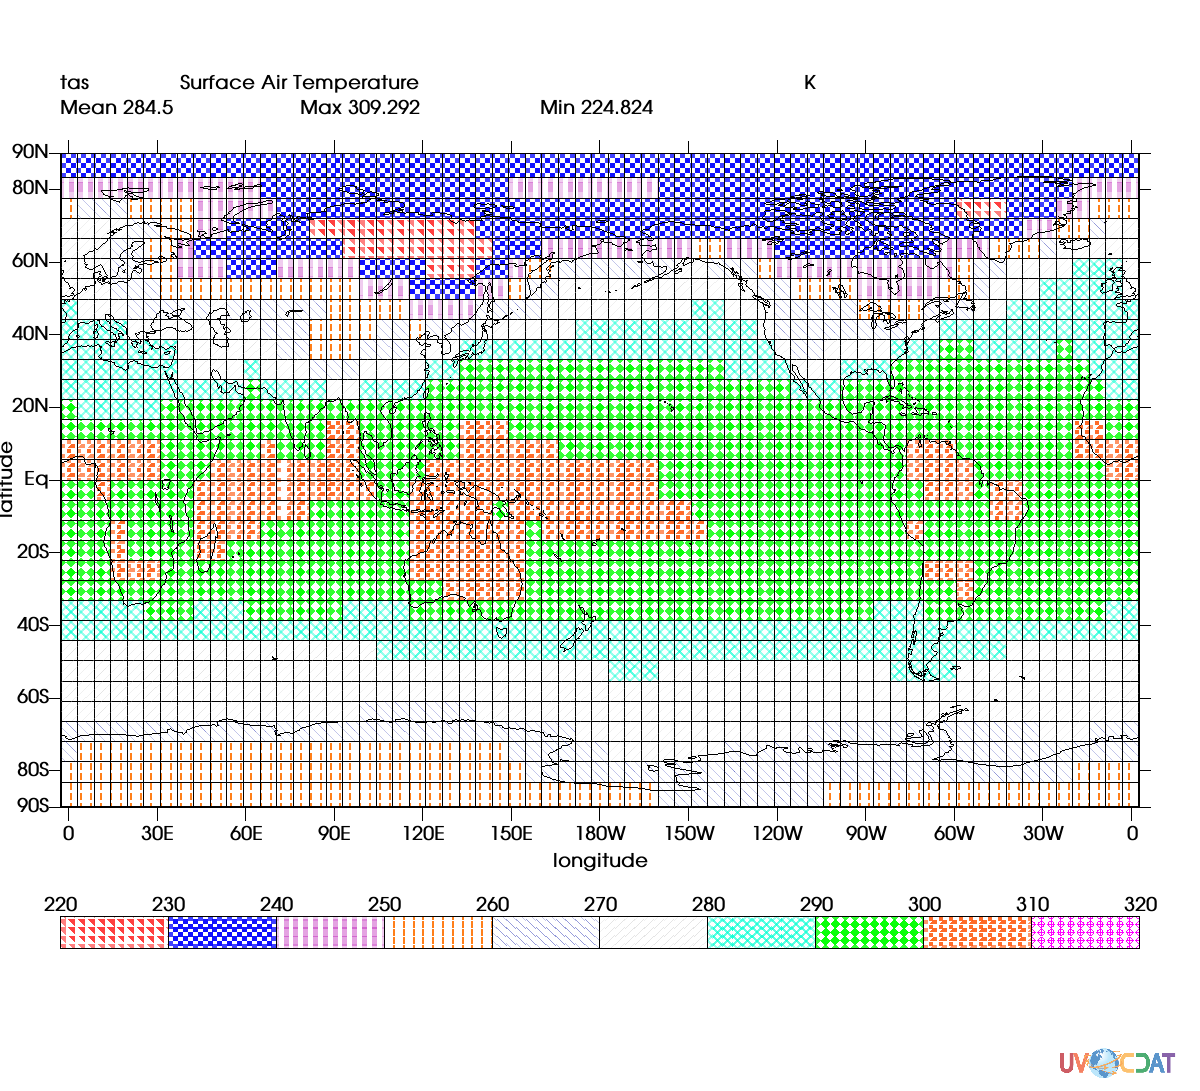 tas Surface Air Temperature K
Mean 284.5 Max 309.292 Min 224.824
90N
80N
60N
40N
20N
Eq
20S
40S
60S
80S
90S
latitude
0 30E 60E 90E 120E 150E 180W 150W 120W 90W 60W 30W 0
longitude
220 230 240 250 260 270 280 290 300 310 320
UV CDAT